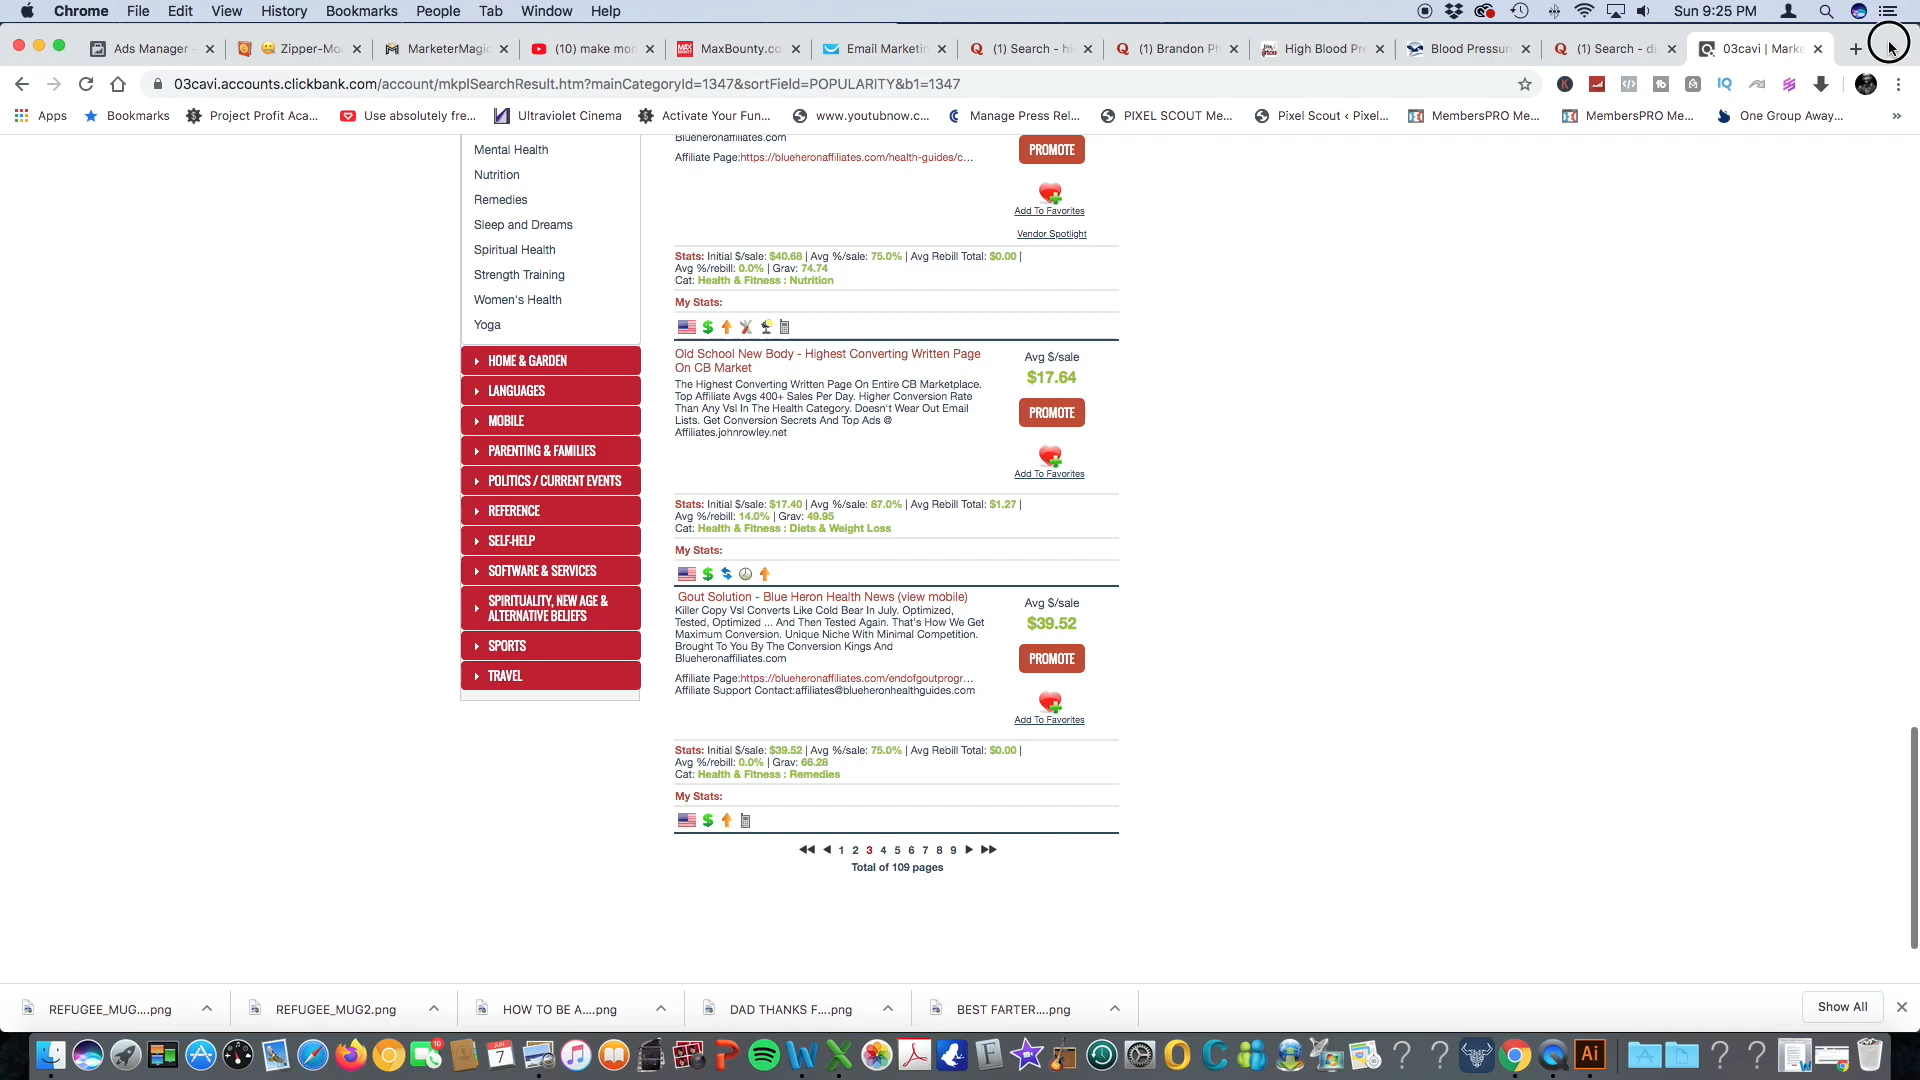 Chrome File Edit View History Bookmarks People Tab Window Help
Sun 9:25 PM
Ads Manager -
Zipper-Mo
MarketerMagic
(10) make mon
MaxBounty.co
Email Marketin
(1) Search - hi
(1) Brandon Ph
High Blood Pre
Blood Pressure
(1) Search - di
03cavi | Marke
03cavi.accounts.clickbank.com/account/mkplSearchResult.htm?mainCategoryId=1347&sortField=POPULARITY&b1=1347
Apps
Bookmarks
Project Profit Aca...
Use absolutely fre...
Ultraviolet Cinema
Activate Your Fun...
www.youtubnow.c...
Manage Press Rel...
PIXEL SCOUT Me...
Pixel Scout ‹ Pixel...
MembersPRO Me...
MembersPRO Me...
One Group Away...
Mental Health
Nutrition
Remedies
Sleep and Dreams
Spiritual Health
Strength Training
Women's Health
Yoga
HOME & GARDEN
LANGUAGES
MOBILE
PARENTING & FAMILIES
POLITICS / CURRENT EVENTS
REFERENCE
SELF-HELP
SOFTWARE & SERVICES
SPIRITUALITY, NEW AGE &
ALTERNATIVE BELIEFS
SPORTS
TRAVEL
Blueheronaffiliates.com
Affiliate Page:https://blueheronaffiliates.com/health-guides/c...
PROMOTE
Add To Favorites
Vendor Spotlight
Stats: Initial $/sale: $40.68 | Avg %/sale: 75.0% | Avg Rebill Total: $0.00 |
Avg %/rebill: 0.0% | Grav: 74.74
Cat: Health & Fitness : Nutrition
My Stats:
Old School New Body - Highest Converting Written Page
On CB Market
The Highest Converting Written Page On Entire CB Marketplace.
Top Affiliate Avgs 400+ Sales Per Day. Higher Conversion Rate
Than Any Vsl In The Health Category. Doesn't Wear Out Email
Lists. Get Conversion Secrets And Top Ads @
Affiliates.johnrowley.net
Avg $/sale
$17.64
PROMOTE
Add To Favorites
Stats: Initial $/sale: $17.40 | Avg %/sale: 87.0% | Avg Rebill Total: $1.27 |
Avg %/rebill: 14.0% | Grav: 49.95
Cat: Health & Fitness : Diets & Weight Loss
My Stats:
Gout Solution - Blue Heron Health News (view mobile)
Killer Copy Vsl Converts Like Cold Bear In July. Optimized,
Tested, Optimized ... And Then Tested Again. That's How We Get
Maximum Conversion. Unique Niche With Minimal Competition.
Brought To You By The Conversion Kings And
Blueheronaffiliates.com
Affiliate Page:https://blueheronaffiliates.com/endofgoutprogr...
Affiliate Support Contact:affiliates@blueheronhealthguides.com
Avg $/sale
$39.52
PROMOTE
Add To Favorites
Stats: Initial $/sale: $39.52 | Avg %/sale: 75.0% | Avg Rebill Total: $0.00 |
Avg %/rebill: 0.0% | Grav: 66.28
Cat: Health & Fitness : Remedies
My Stats:
1 2 3 4 5 6 7 8 9
Total of 109 pages
REFUGEE_MUG....png
REFUGEE_MUG2.png
HOW TO BE A....png
DAD THANKS F....png
BEST FARTER....png
Show All